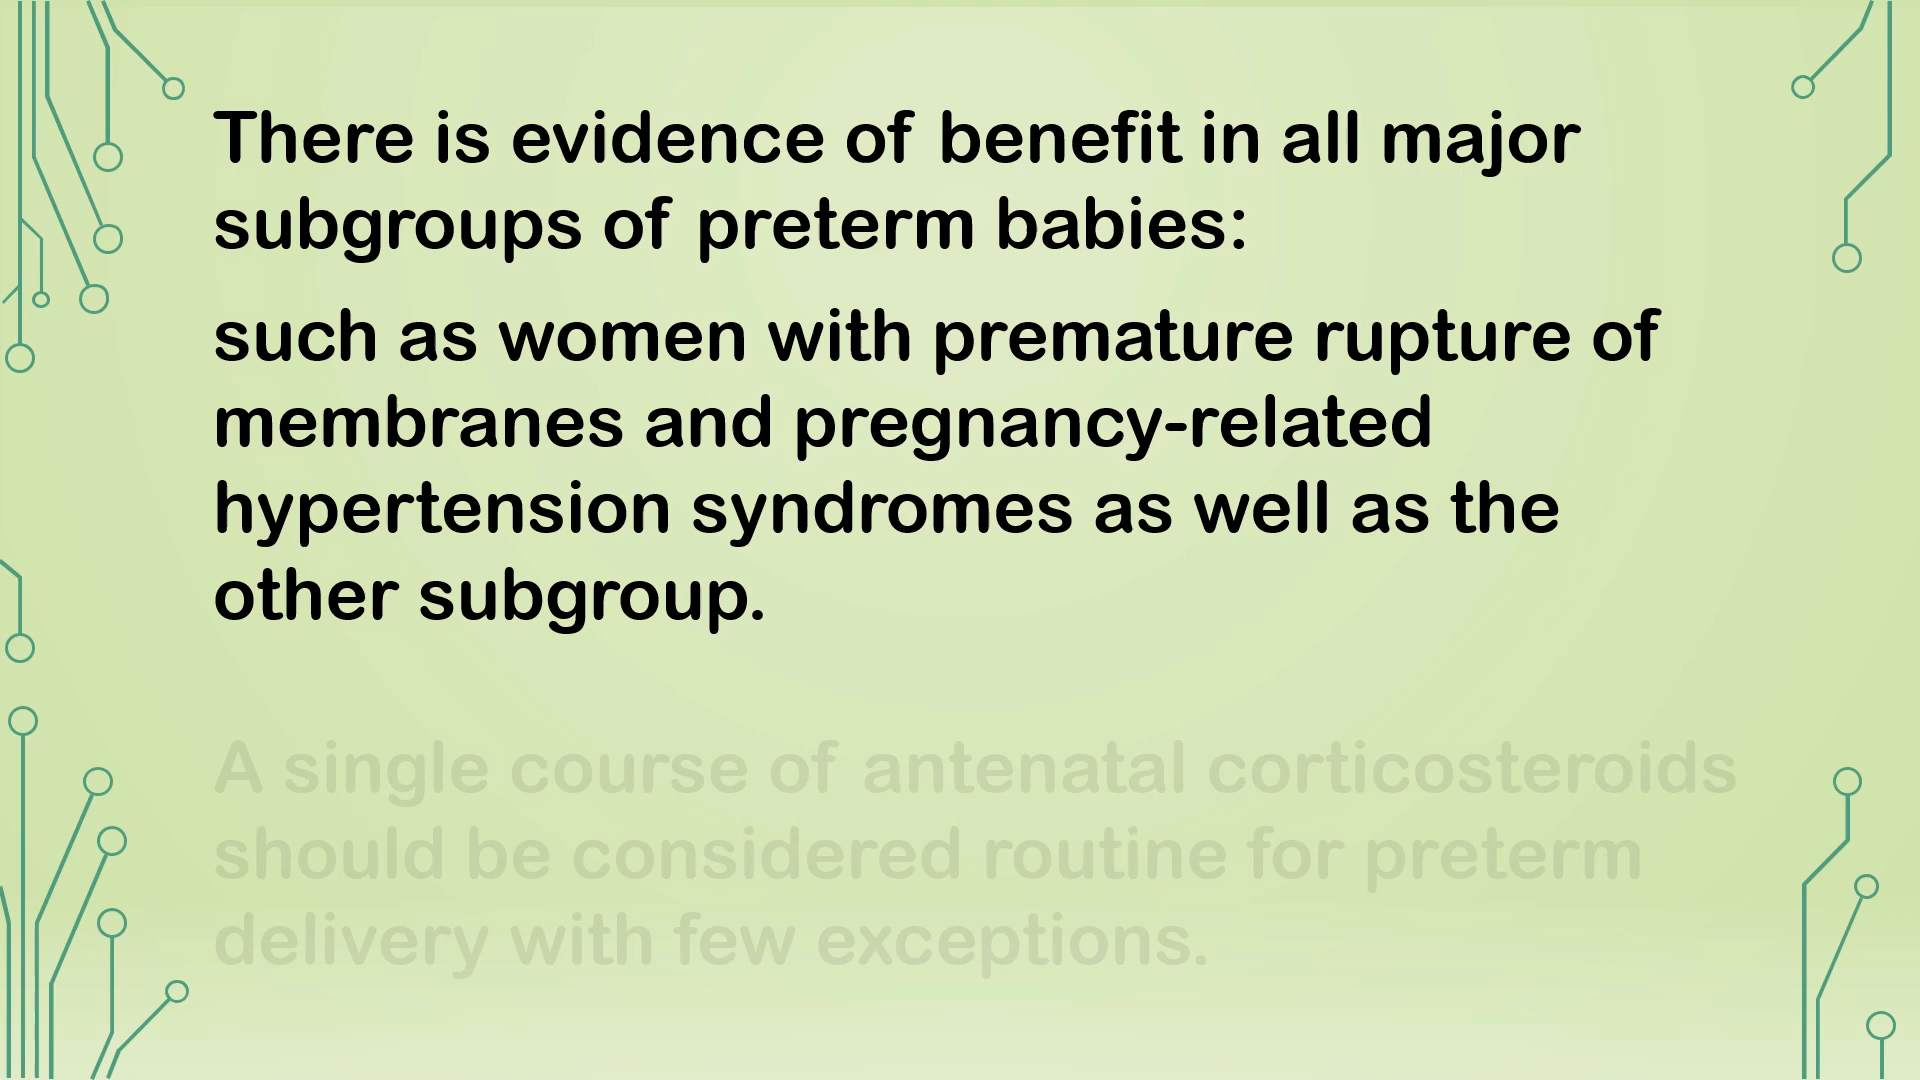 There is evidence of benefit in all major
subgroups of preterm babies:
such as women with premature rupture of
membranes and pregnancy-related
hypertension syndromes as well as the
other subgroup.
A single course of antenatal corticosteroids
should be considered routine for preterm
delivery with few exceptions.